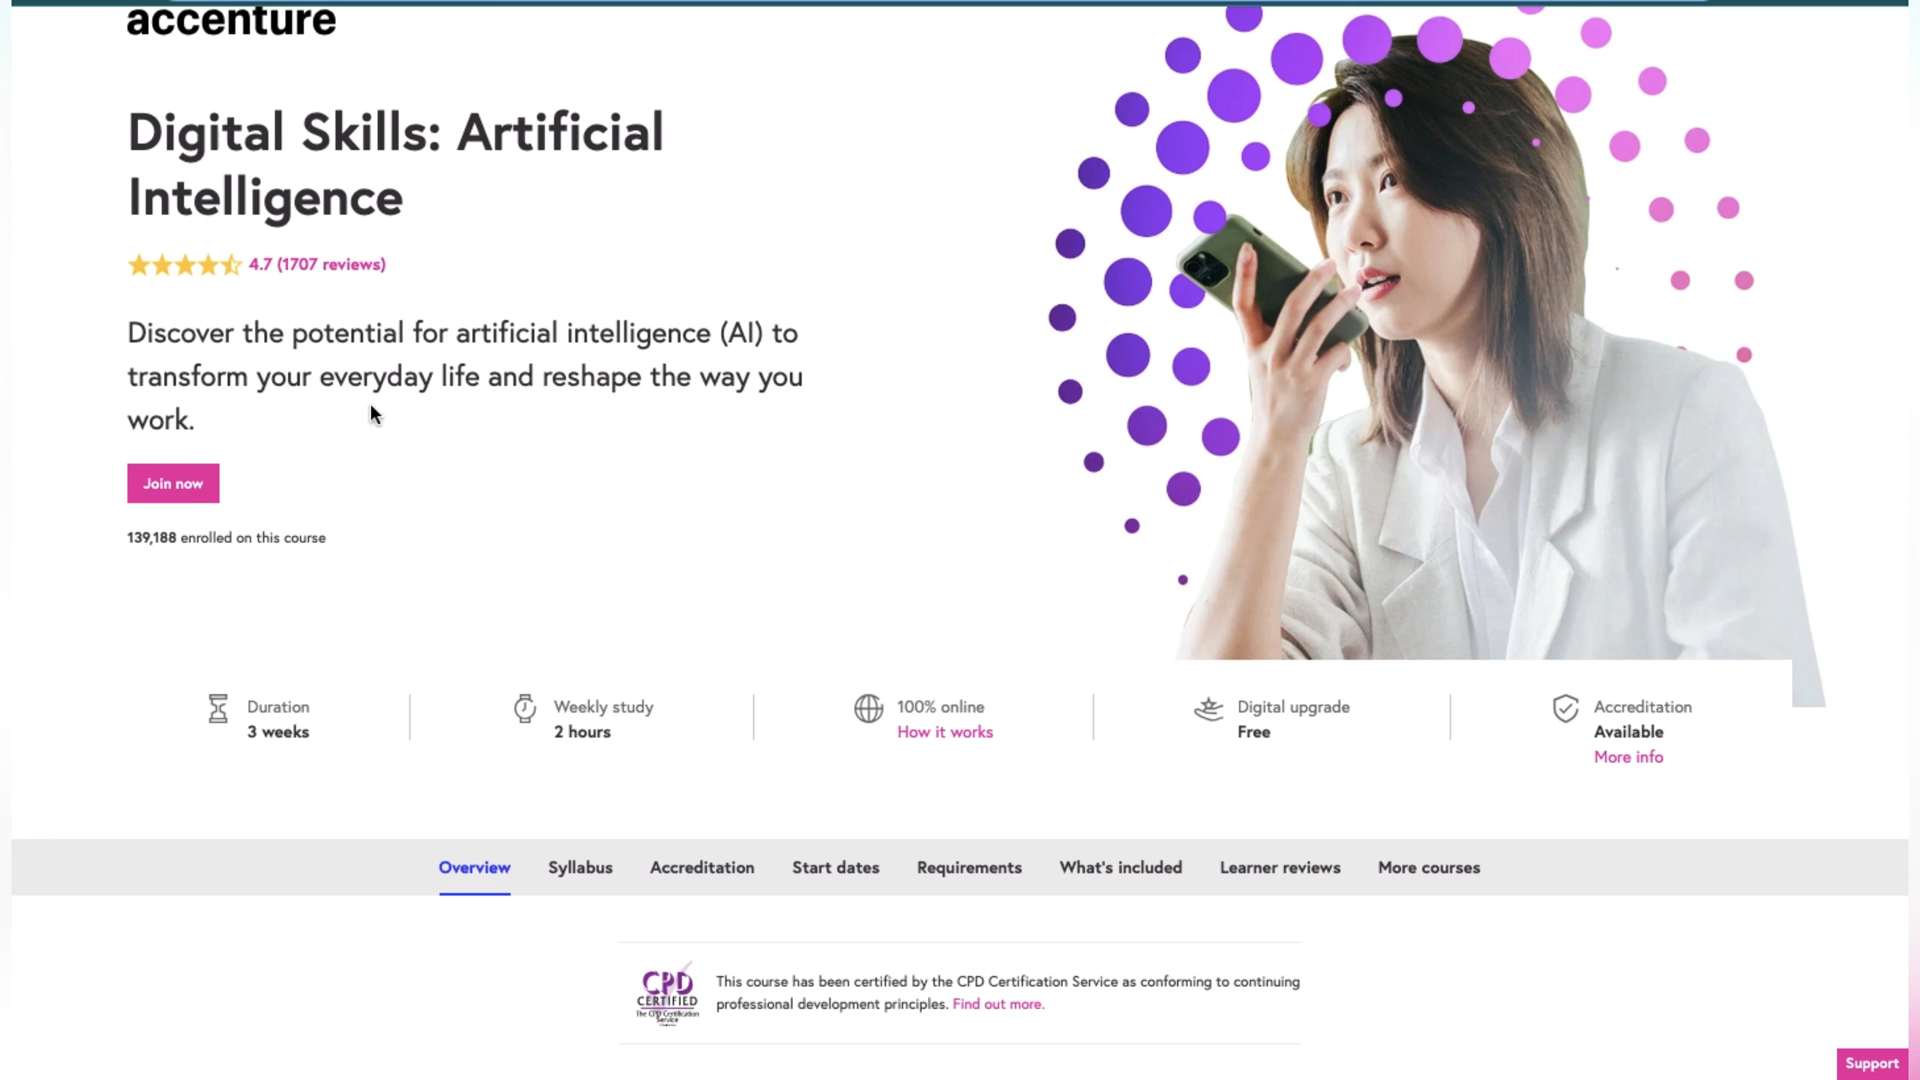 accenture
Digital Skills: Artificial
Intelligence
4.7 (1707 reviews)
Discover the potential for artificial intelligence (AI) to
transform your everyday life and reshape the way you
work.
Join now
139,188 enrolled on this course
Duration
3 weeks
Weekly study
2 hours
100% online
How it works
Digital upgrade
Free
Accreditation
Available
More info
Overview
Syllabus
Accreditation
Start dates
Requirements
What's included
Learner reviews
More courses
CPD
CERTIFIED
The CPD Certification
Service
This course has been certified by the CPD Certification Service as conforming to continuing
professional development principles. Find out more.
Support